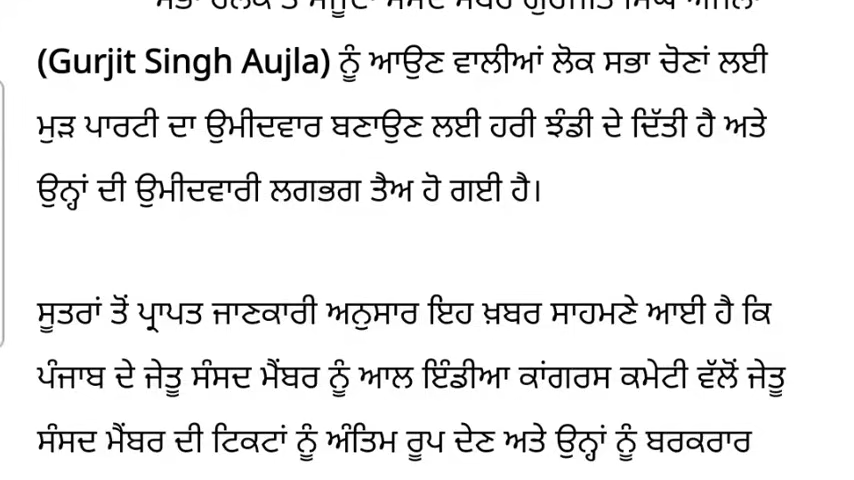 (Gurjit Singh Aujla) ਨੂੰ ਆਉਣ ਵਾਲੀਆਂ ਲੋਕ ਸਭਾ ਚੋਣਾਂ ਲਈ
ਮੁੜ ਪਾਰਟੀ ਦਾ ਉਮੀਦਵਾਰ ਬਣਾਉਣ ਲਈ ਹਰੀ ਝੰਡੀ ਦੇ ਦਿੱਤੀ ਹੈ ਅਤੇ
ਉਨ੍ਹਾਂ ਦੀ ਉਮੀਦਵਾਰੀ ਲਗਭਗ ਤੈਅ ਹੋ ਗਈ ਹੈ।
ਸੂਤਰਾਂ ਤੋਂ ਪ੍ਰਾਪਤ ਜਾਣਕਾਰੀ ਅਨੁਸਾਰ ਇਹ ਖ਼ਬਰ ਸਾਹਮਣੇ ਆਈ ਹੈ ਕਿ
ਪੰਜਾਬ ਦੇ ਜੇਤੂ ਸੰਸਦ ਮੈਂਬਰ ਨੂੰ ਆਲ ਇੰਡੀਆ ਕਾਂਗਰਸ ਕਮੇਟੀ ਵੱਲੋਂ ਜੇਤੂ
ਸੰਸਦ ਮੈਂਬਰ ਦੀ ਟਿਕਟਾਂ ਨੂੰ ਅੰਤਿਮ ਰੂਪ ਦੇਣ ਅਤੇ ਉਨ੍ਹਾਂ ਨੂੰ ਬਰਕਰਾਰ